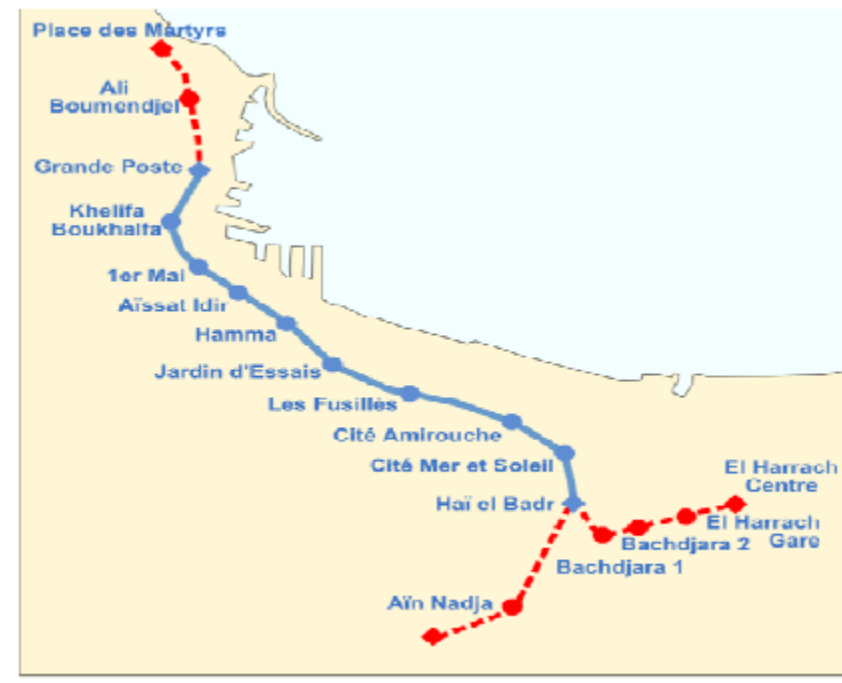 Place des Martyrs
Ali
Boumendjel
Grande Poste
Khelifa
Boukhalfa
1er Mai
Aïssat Idir
Hamma
Jardin d'Essais
Les Fusillés
Cité Amirouche
Cité Mer et Soleil
Haï el Badr
El Harrach
Centre
El Harrach
Gare
Bachdjara 2
Bachdjara 1
Aïn Nadja